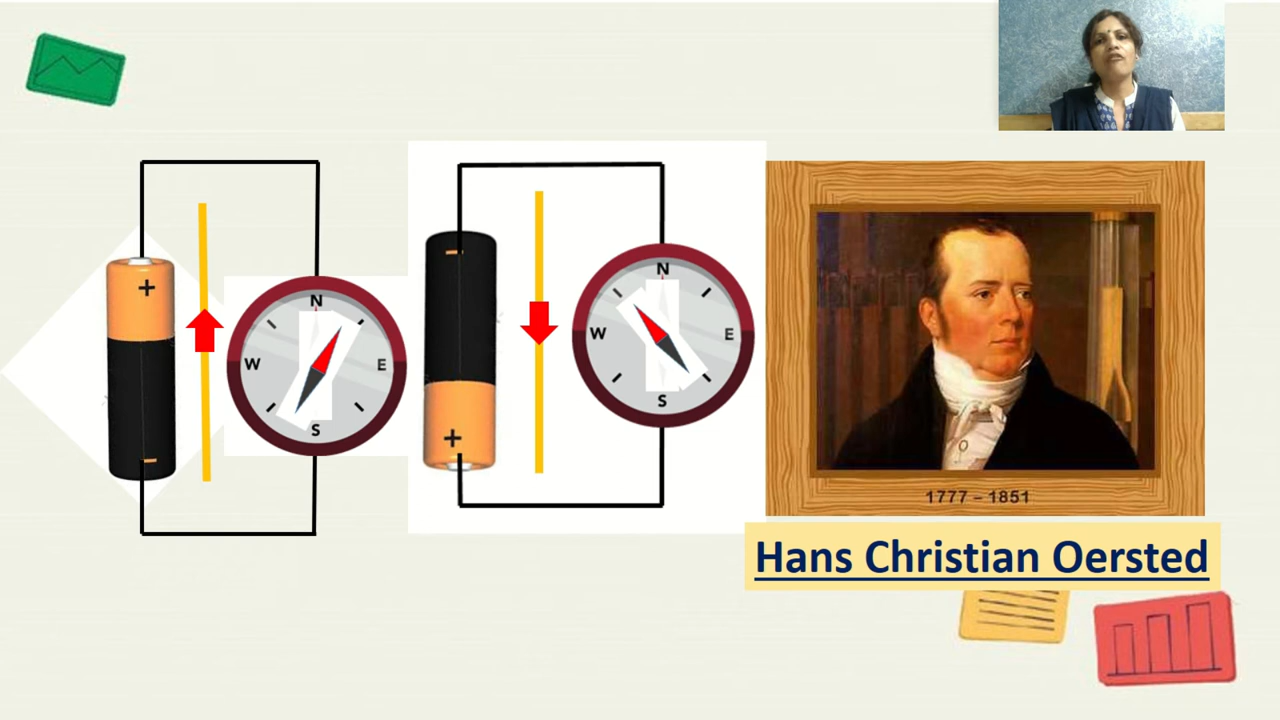 +
N
W
E
S
-
-
N
W
E
S
+
1777 – 1851
Hans Christian Oersted